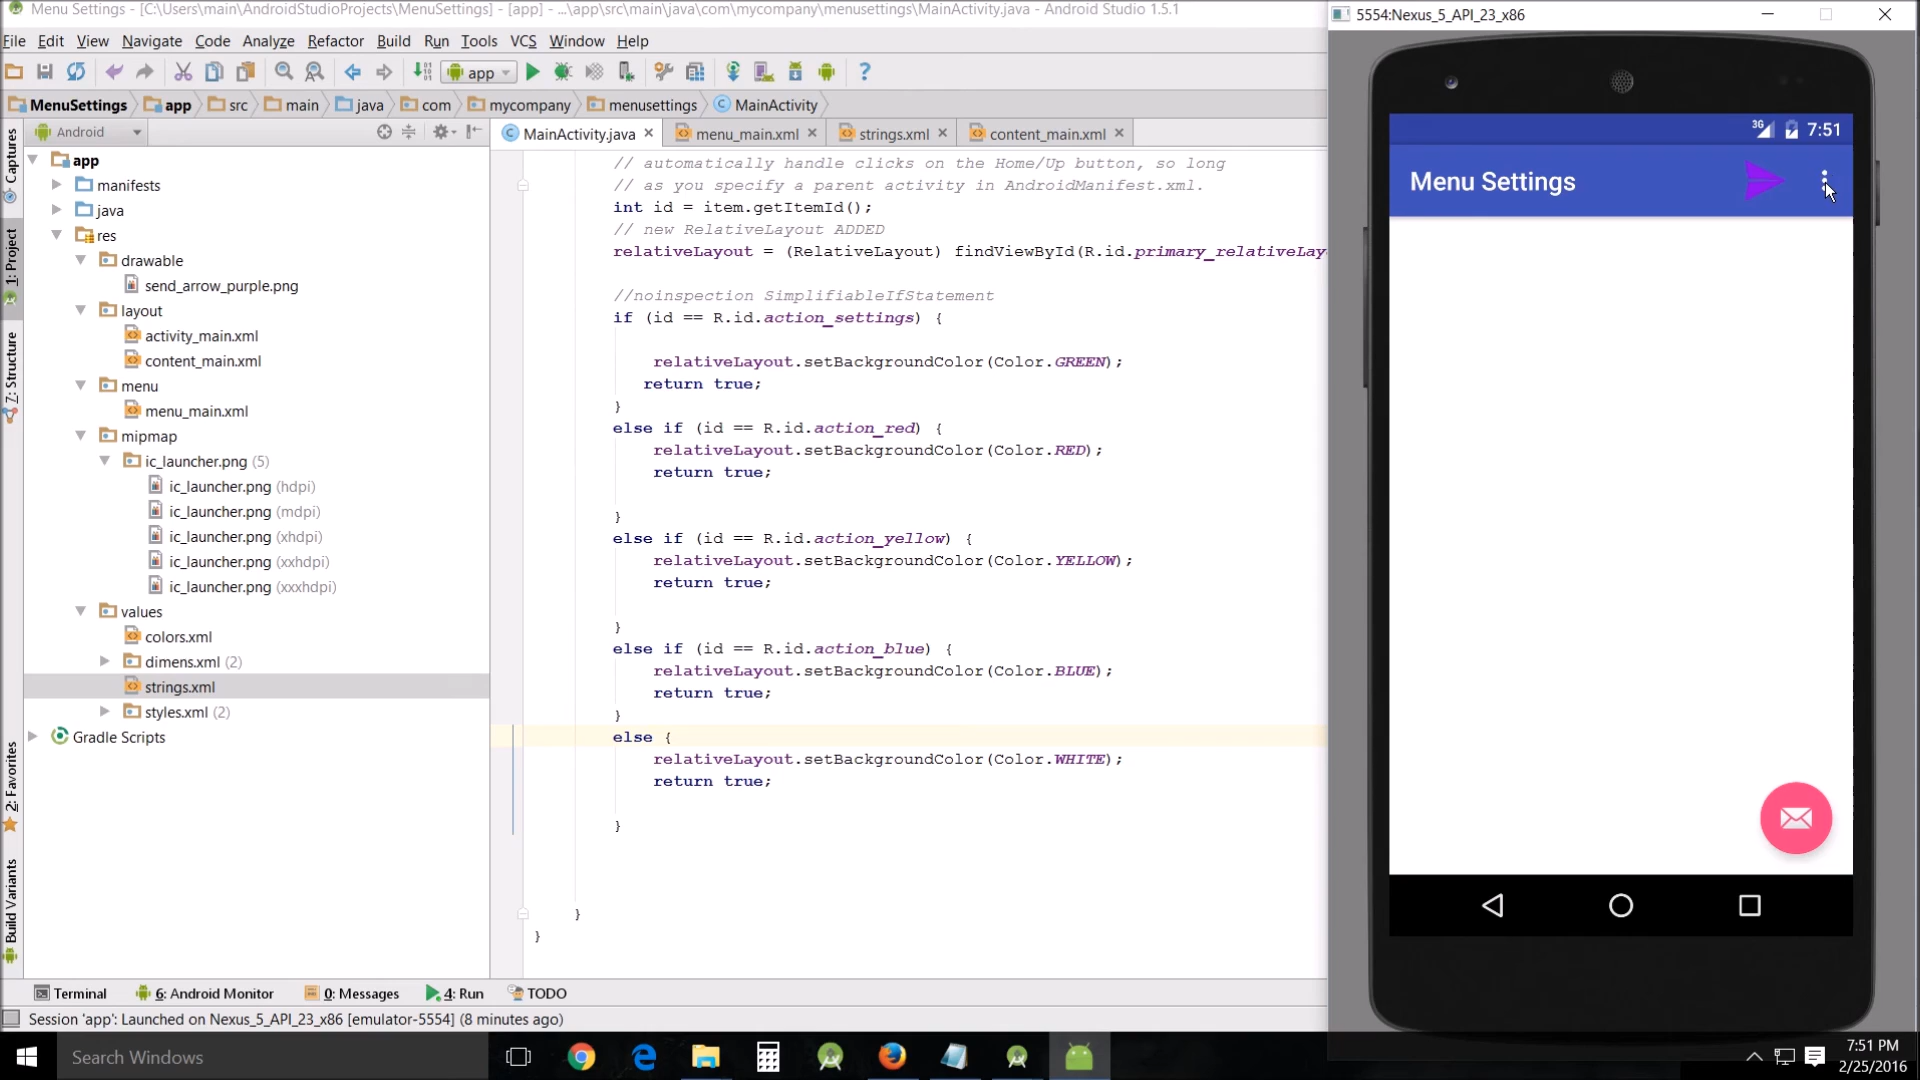 Menu Settings - [C:\Users\main\AndroidStudioProjects\MenuSettings] - [app] - ...\app\src\main\java\com\mycompany\menusettings\MainActivity.java - Android Studio 1.5.1
File Edit View Navigate Code Analyze Refactor Build Run Tools VCS Window Help
app
MenuSettings app src main java com mycompany menusettings MainActivity
Android
MainActivity.java menu_main.xml strings.xml content_main.xml
Captures
1: Project
7: Structure
2: Favorites
Build Variants
app
manifests
java
res
drawable
send_arrow_purple.png
layout
activity_main.xml
content_main.xml
menu
menu_main.xml
mipmap
ic_launcher.png (5)
ic_launcher.png (hdpi)
ic_launcher.png (mdpi)
ic_launcher.png (xhdpi)
ic_launcher.png (xxhdpi)
ic_launcher.png (xxxhdpi)
values
colors.xml
dimens.xml (2)
strings.xml
styles.xml (2)
Gradle Scripts
// automatically handle clicks on the Home/Up button, so long
// as you specify a parent activity in AndroidManifest.xml.
int id = item.getItemId();
// new RelativeLayout ADDED
relativeLayout = (RelativeLayout) findViewById(R.id.primary_relativeLay
//noinspection SimplifiableIfStatement
if (id == R.id.action_settings) {
relativeLayout.setBackgroundColor(Color.GREEN);
return true;
}
else if (id == R.id.action_red) {
relativeLayout.setBackgroundColor(Color.RED);
return true;
}
else if (id == R.id.action_yellow) {
relativeLayout.setBackgroundColor(Color.YELLOW);
return true;
}
else if (id == R.id.action_blue) {
relativeLayout.setBackgroundColor(Color.BLUE);
return true;
}
else {
relativeLayout.setBackgroundColor(Color.WHITE);
return true;
}
}
}
5554:Nexus_5_API_23_x86
3G 7:51
Menu Settings
Terminal 6: Android Monitor 0: Messages 4: Run TODO
Session 'app': Launched on Nexus_5_API_23_x86 [emulator-5554] (8 minutes ago)
Search Windows
7:51 PM
2/25/2016